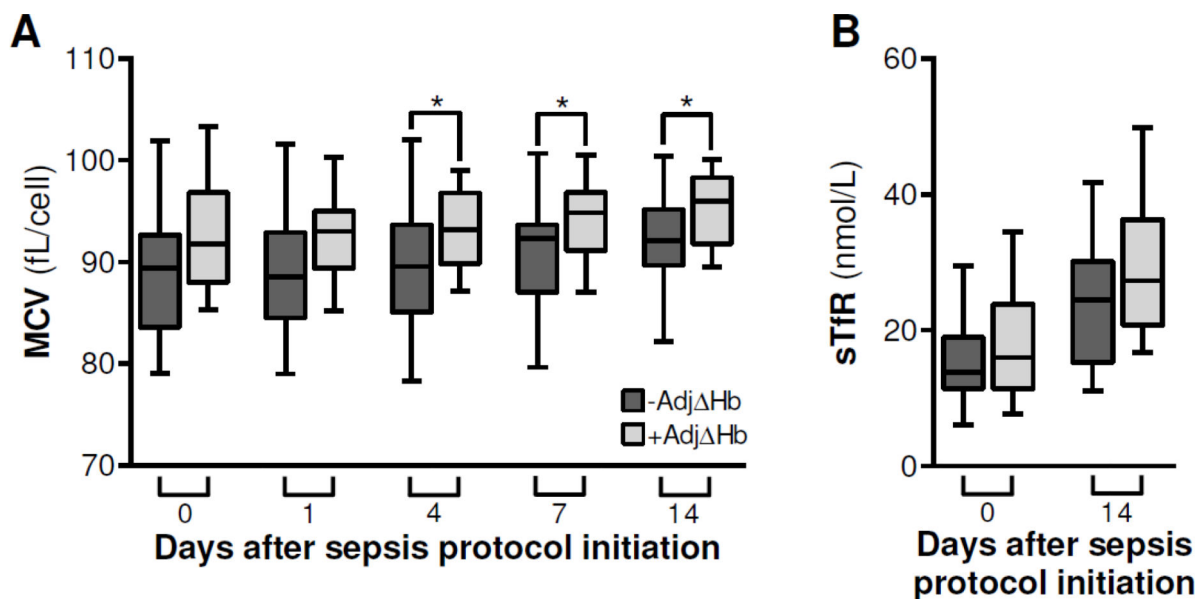 A
B
MCV (fL/cell)
110
100
90
80
70
*
*
*
-AdjΔHb
+AdjΔHb
0
1
4
7
14
Days after sepsis protocol initiation
sTfR (nmol/L)
60
40
20
0
0
14
Days after sepsis
protocol initiation